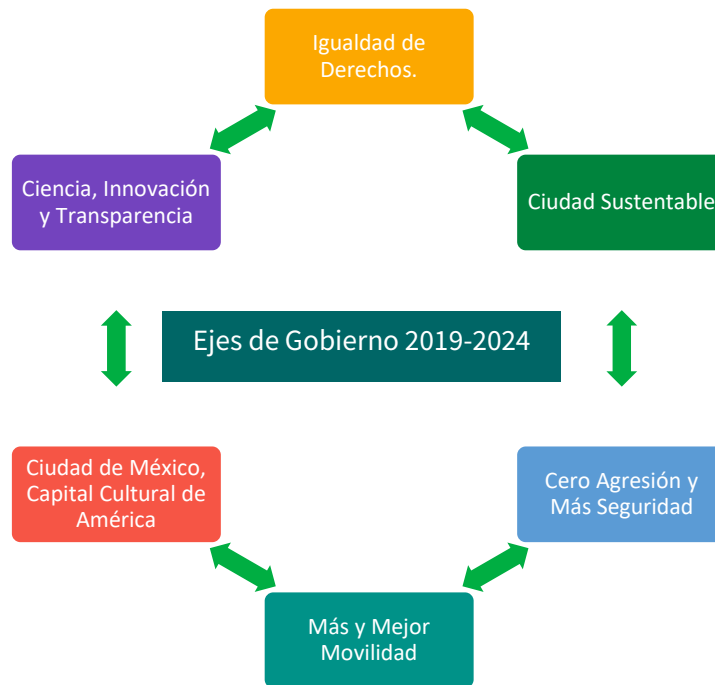 Igualdad de
Derechos.
Ciencia, Innovación
y Transparencia
Ciudad Sustentable
Ejes de Gobierno 2019-2024
Ciudad de México,
Capital Cultural de
América
Cero Agresión y
Más Seguridad
Más y Mejor
Movilidad